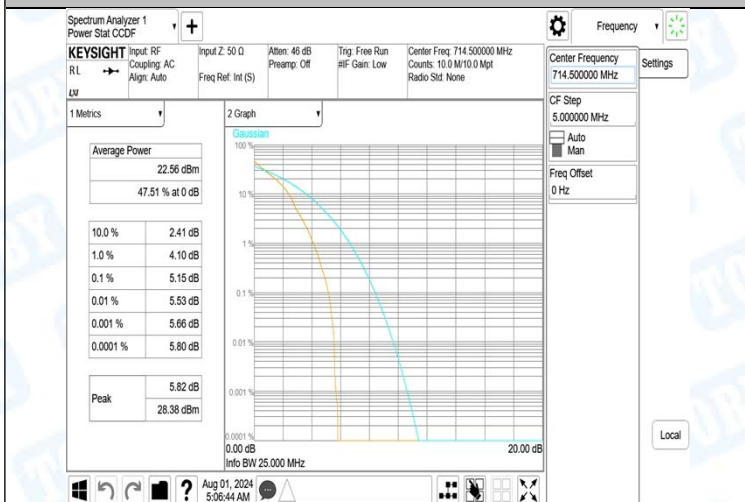 Spectrum Analyzer 1
Power Stat CCDF
Frequency
KEYSIGHT
RL
Input: RF
Coupling: AC
Align: Auto
Input Z: 50 Ω
Freq Ref: Int (S)
Atten: 46 dB
Preamp: Off
Trig: Free Run
#IF Gain: Low
Center Freq: 714.500000 MHz
Counts: 10.0 M/10.0 Mpt
Radio Std: None
Center Frequency
714.500000 MHz
Settings
CF Step
5.000000 MHz
Auto
Man
Freq Offset
0 Hz
1 Metrics
Average Power
22.56 dBm
47.51 % at 0 dB
10.0 % 2.41 dB
1.0 % 4.10 dB
0.1 % 5.15 dB
0.01 % 5.53 dB
0.001 % 5.66 dB
0.0001 % 5.80 dB
Peak
5.82 dB
28.38 dBm
2 Graph
Gaussian
100 %
10 %
1 %
0.1 %
0.01 %
0.001 %
0.0001 %
0.00 dB
20.00 dB
Info BW 25.000 MHz
Local
?
Aug 01, 2024
5:06:44 AM